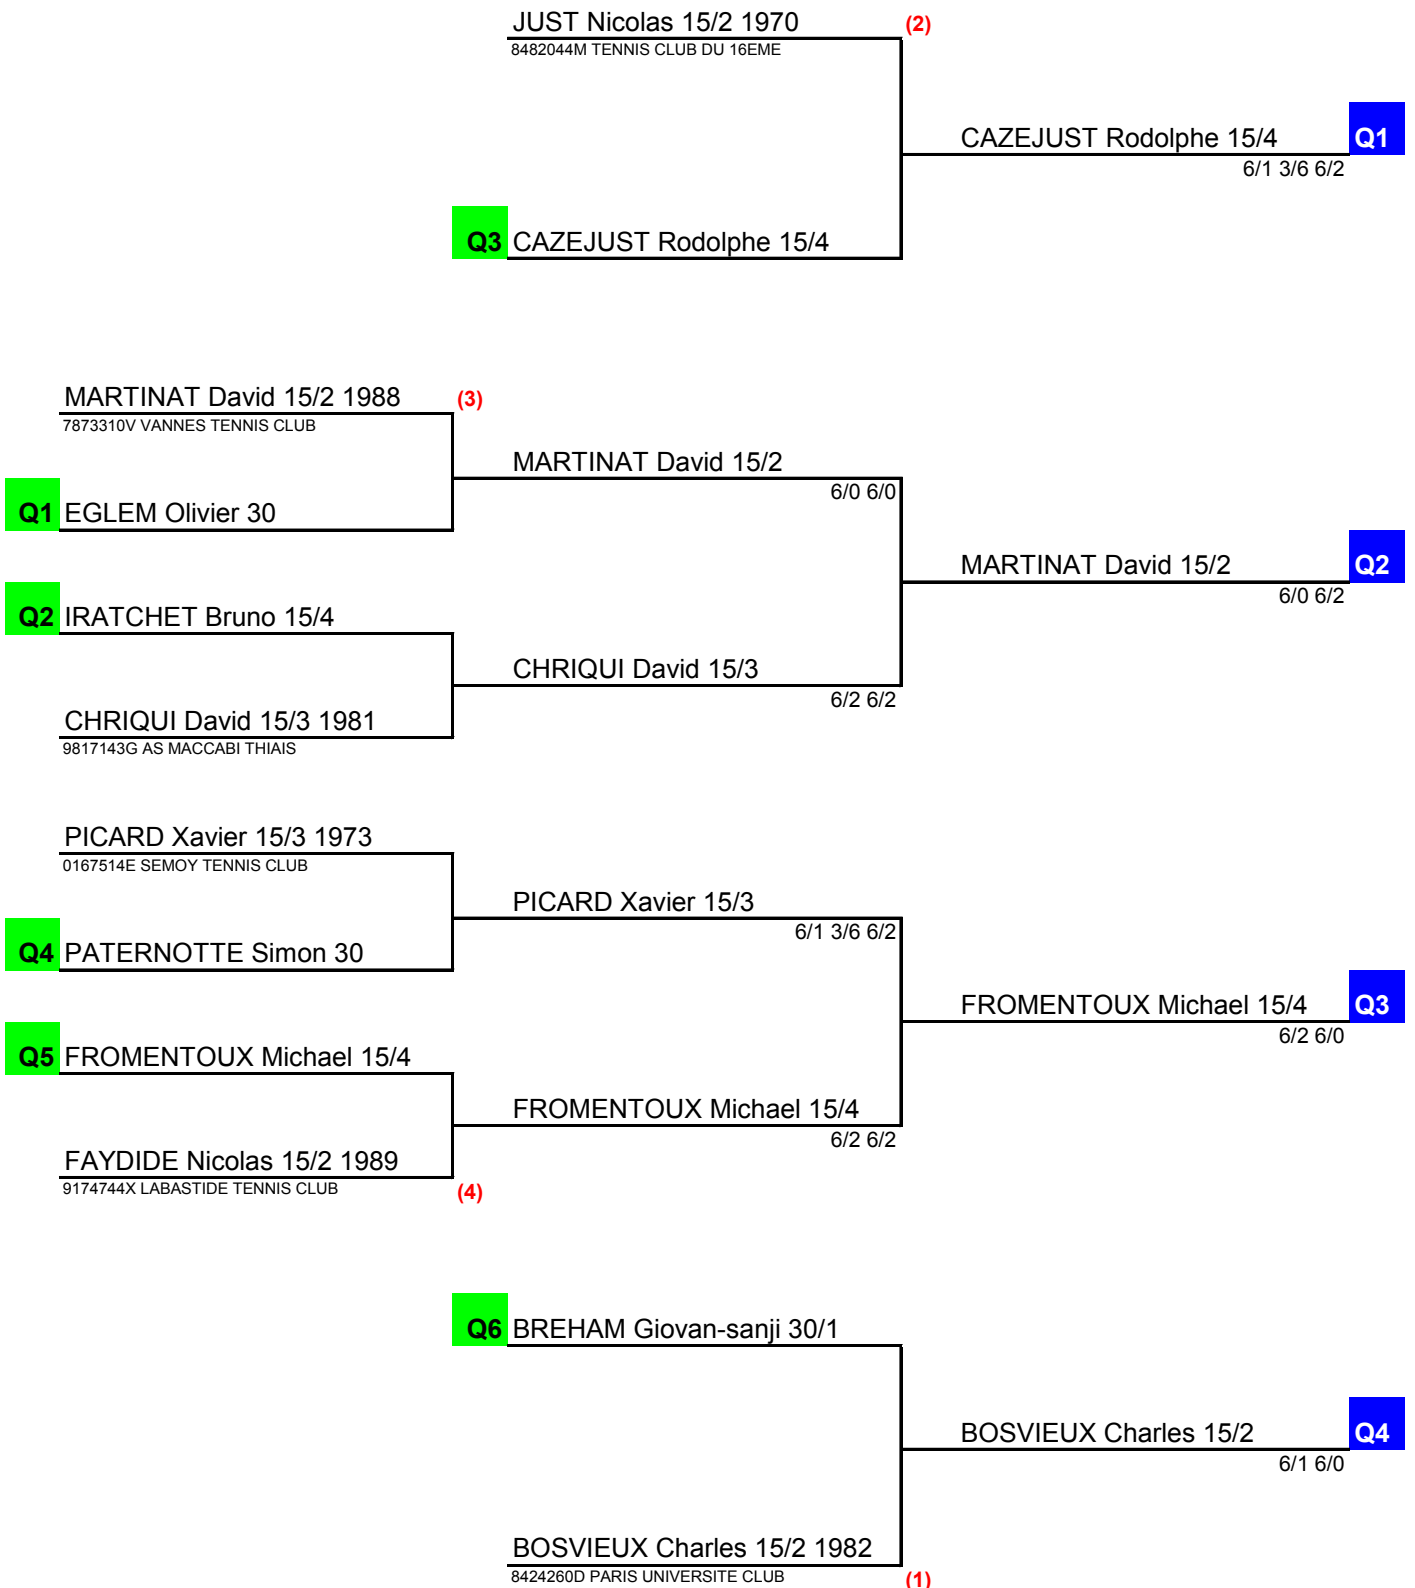 JUST Nicolas 15/2 1970 (2)
8482044M TENNIS CLUB DU 16EME
CAZEJUST Rodolphe 15/4 Q1
6/1 3/6 6/2
Q3 CAZEJUST Rodolphe 15/4
MARTINAT David 15/2 1988 (3)
7873310V VANNES TENNIS CLUB
MARTINAT David 15/2
6/0 6/0
Q1 EGLEM Olivier 30
MARTINAT David 15/2 Q2
6/0 6/2
Q2 IRATCHET Bruno 15/4
CHRIQUI David 15/3
6/2 6/2
CHRIQUI David 15/3 1981
9817143G AS MACCABI THIAIS
PICARD Xavier 15/3 1973
0167514E SEMOY TENNIS CLUB
PICARD Xavier 15/3
6/1 3/6 6/2
Q4 PATERNOTTE Simon 30
FROMENTOUX Michael 15/4 Q3
6/2 6/0
Q5 FROMENTOUX Michael 15/4
FROMENTOUX Michael 15/4
6/2 6/2
FAYDIDE Nicolas 15/2 1989
9174744X LABASTIDE TENNIS CLUB (4)
Q6 BREHAM Giovan-sanji 30/1
BOSVIEUX Charles 15/2 Q4
6/1 6/0
BOSVIEUX Charles 15/2 1982
8424260D PARIS UNIVERSITE CLUB (1)